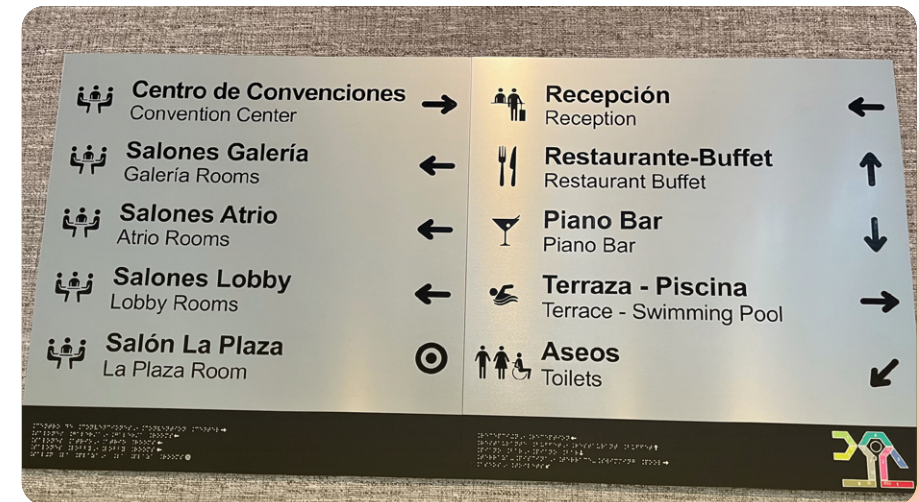 Centro de Convenciones
Convention Center
Salones Galería
Galería Rooms
Salones Atrio
Atrio Rooms
Salones Lobby
Lobby Rooms
Salón La Plaza
La Plaza Room
Recepción
Reception
Restaurante-Buffet
Restaurant Buffet
Piano Bar
Piano Bar
Terraza - Piscina
Terrace - Swimming Pool
Aseos
Toilets